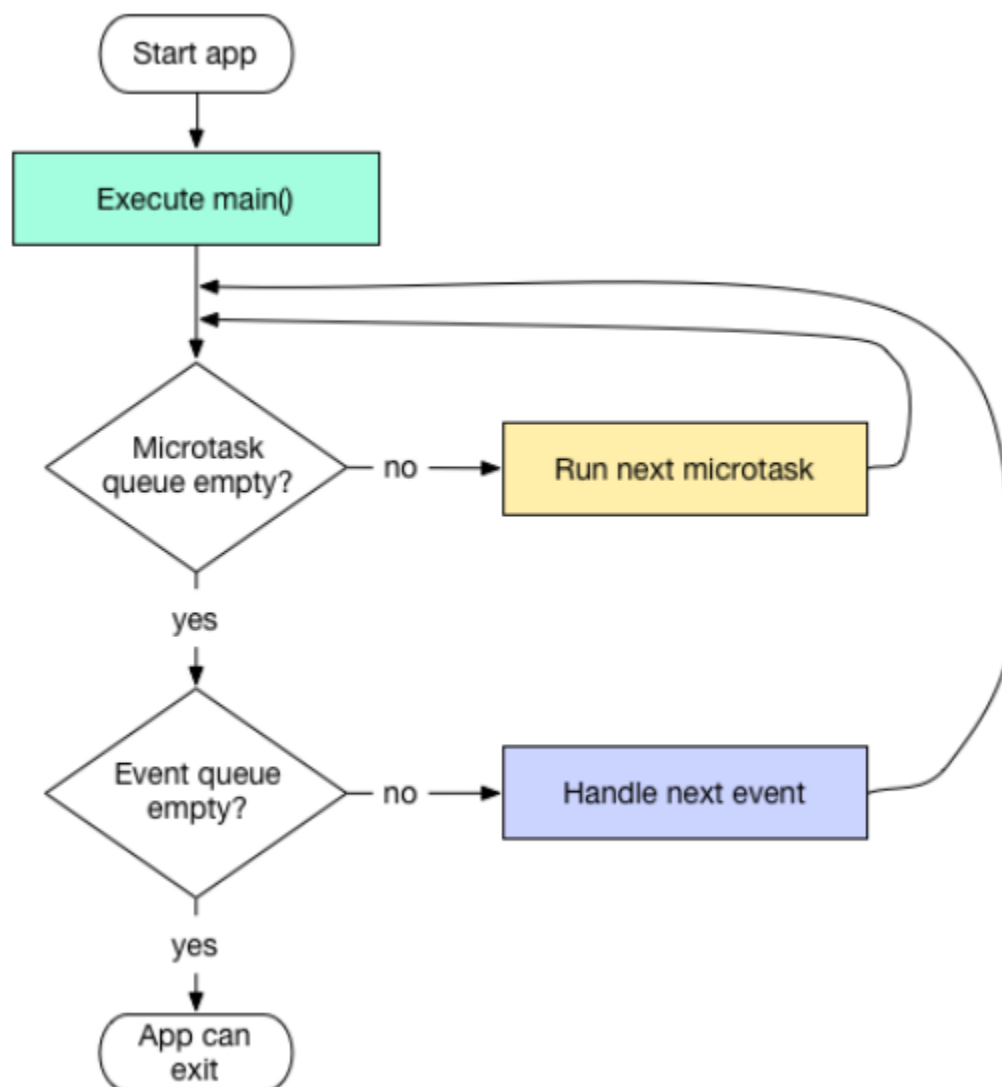 Start app
Execute main()
Microtask
queue empty?
no
Run next microtask
yes
Event queue
empty?
no
Handle next event
yes
App can
exit